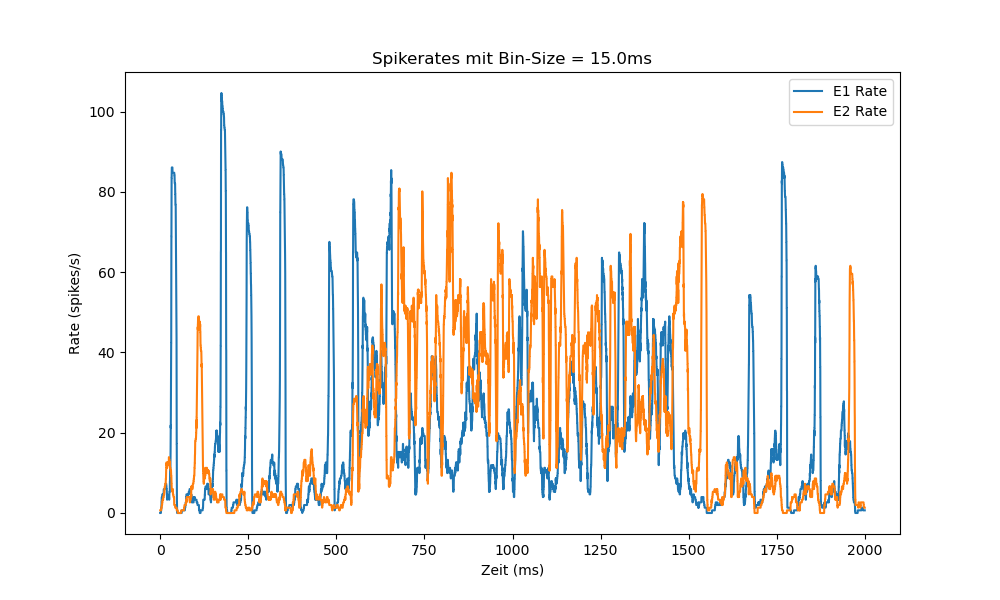 Spikerates mit Bin-Size = 15.0ms
E1 Rate
E2 Rate
100
80
60
40
20
0
Rate (spikes/s)
0 250 500 750 1000 1250 1500 1750 2000
Zeit (ms)